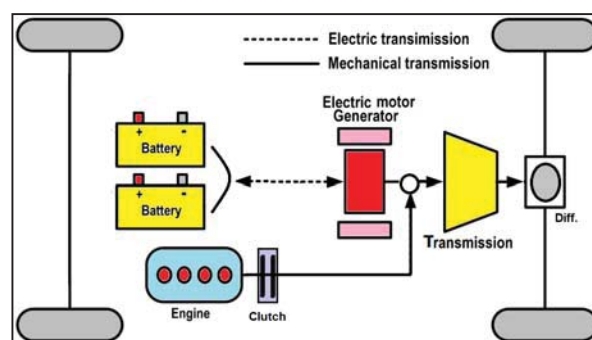 Electric transimission
Mechanical transmission
Electric motor
Generator
+ -
Battery
+ -
Battery
Transmission
Diff.
Engine
Clutch